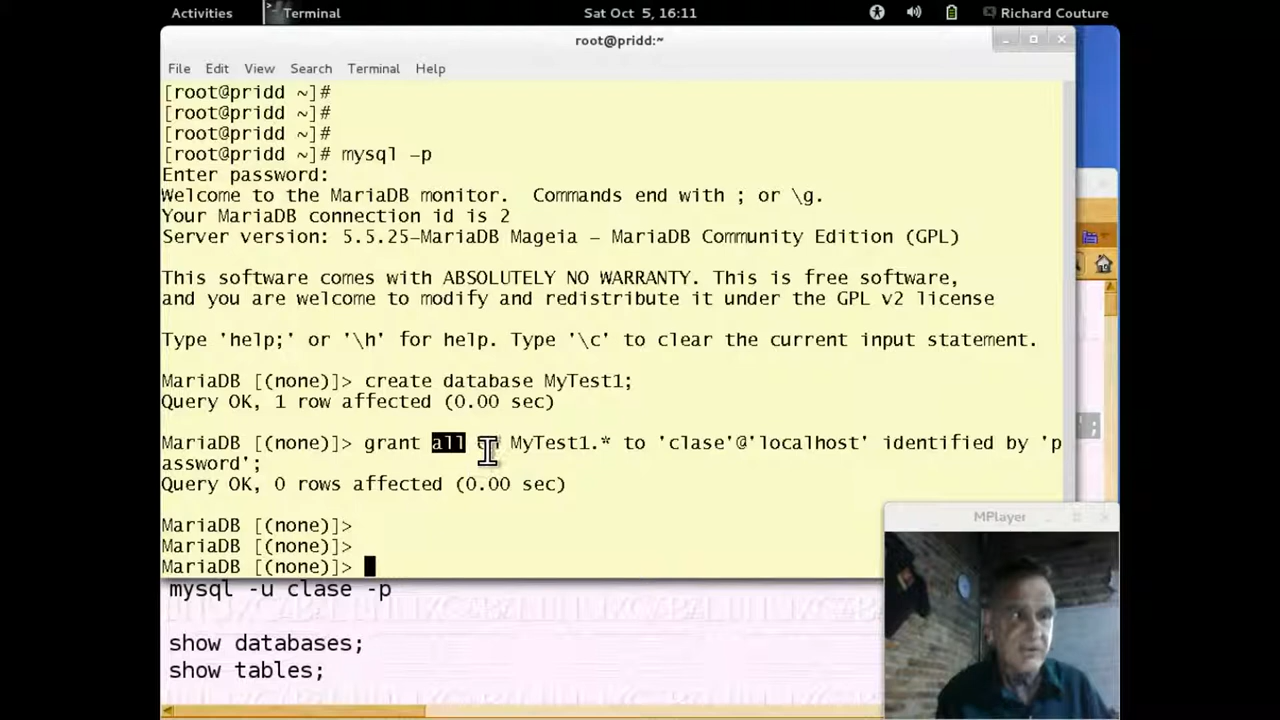 Activities Terminal Sat Oct 5, 16:11 Richard Couture
root@pridd:~
File Edit View Search Terminal Help
[root@pridd ~]#
[root@pridd ~]#
[root@pridd ~]#
[root@pridd ~]# mysql -p
Enter password:
Welcome to the MariaDB monitor.  Commands end with ; or \g.
Your MariaDB connection id is 2
Server version: 5.5.25-MariaDB Mageia - MariaDB Community Edition (GPL)
This software comes with ABSOLUTELY NO WARRANTY. This is free software,
and you are welcome to modify and redistribute it under the GPL v2 license
Type 'help;' or '\h' for help. Type '\c' to clear the current input statement.
MariaDB [(none)]> create database MyTest1;
Query OK, 1 row affected (0.00 sec)
MariaDB [(none)]> grant all MyTest1.* to 'clase'@'localhost' identified by 'p
assword';
Query OK, 0 rows affected (0.00 sec)
MariaDB [(none)]>
MariaDB [(none)]>
MariaDB [(none)]>
MPlayer
mysql -u clase -p
show databases;
show tables;